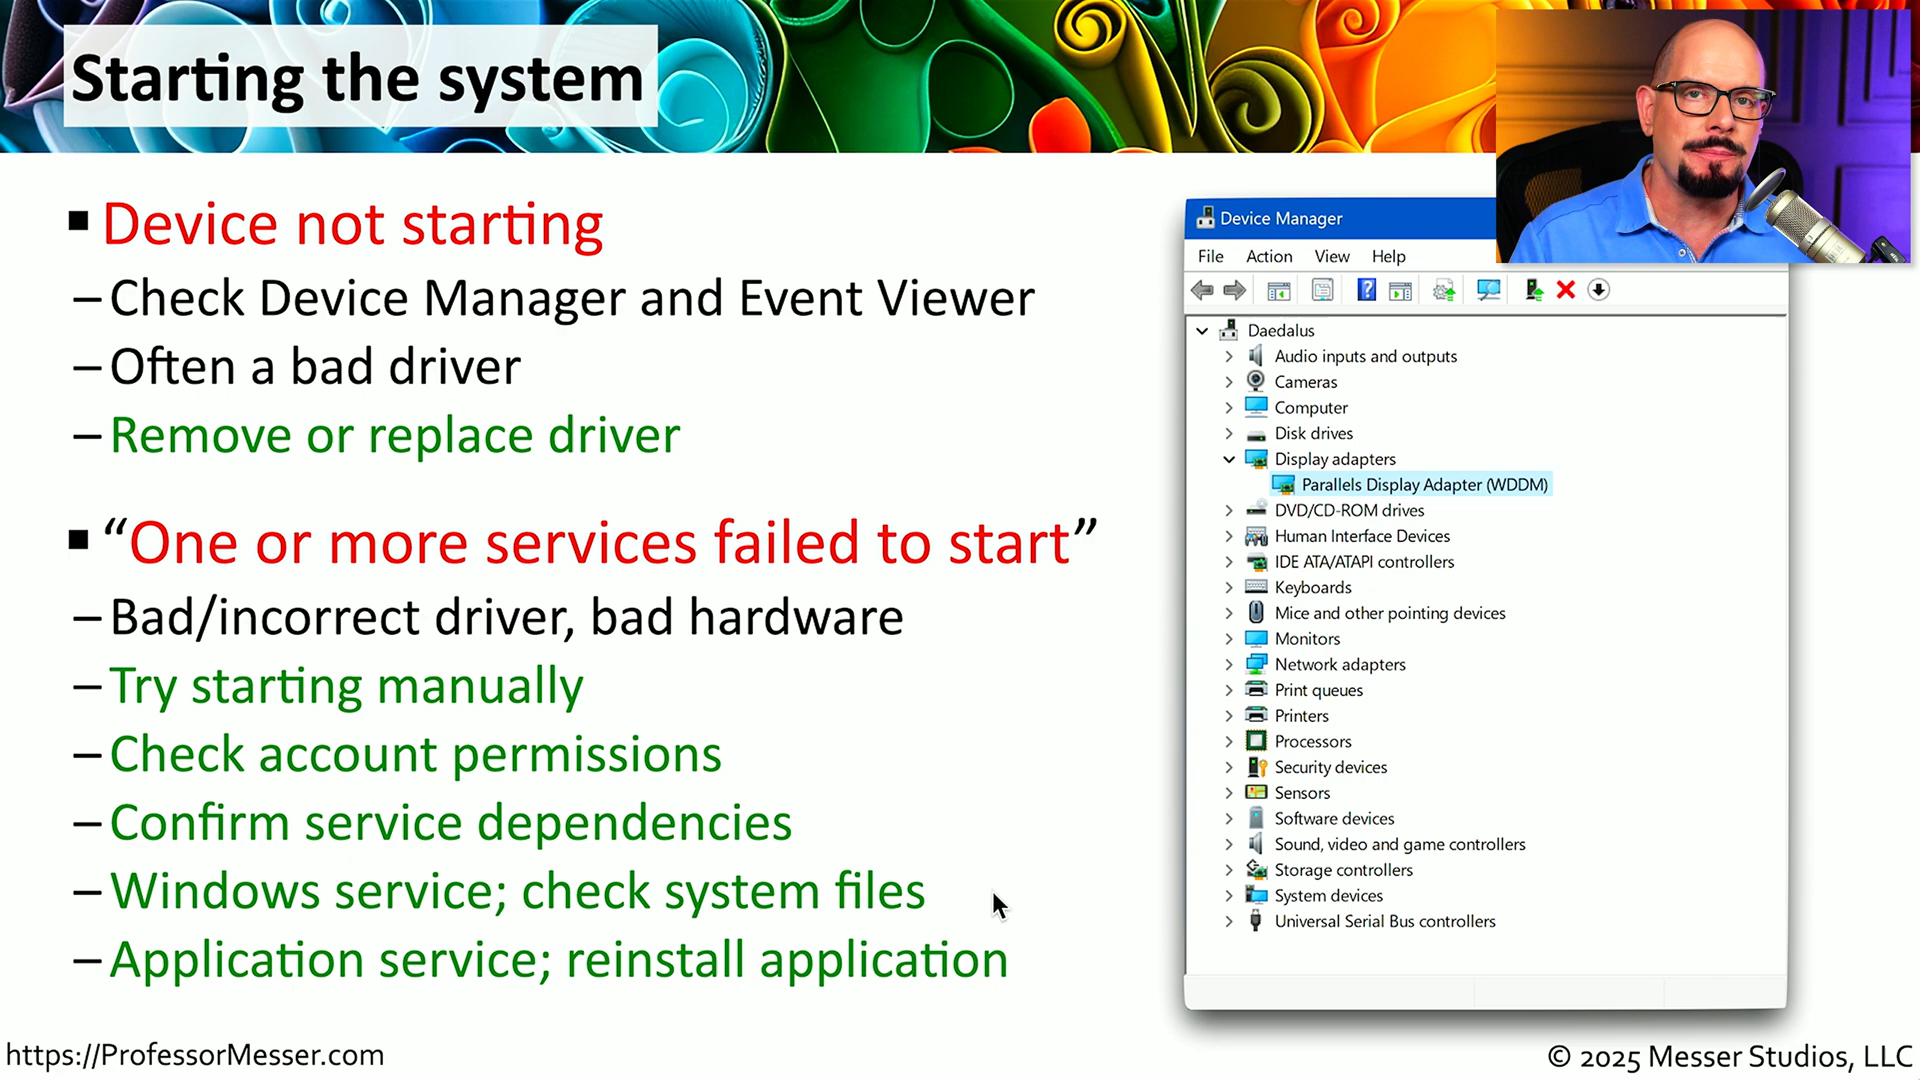 Starting the system
▪ Device not starting
– Check Device Manager and Event Viewer
– Often a bad driver
– Remove or replace driver
▪ “One or more services failed to start”
– Bad/incorrect driver, bad hardware
– Try starting manually
– Check account permissions
– Confirm service dependencies
– Windows service; check system files
– Application service; reinstall application
Device Manager
File Action View Help
Daedalus
Audio inputs and outputs
Cameras
Computer
Disk drives
Display adapters
Parallels Display Adapter (WDDM)
DVD/CD-ROM drives
Human Interface Devices
IDE ATA/ATAPI controllers
Keyboards
Mice and other pointing devices
Monitors
Network adapters
Print queues
Printers
Processors
Security devices
Sensors
Software devices
Sound, video and game controllers
Storage controllers
System devices
Universal Serial Bus controllers
https://ProfessorMesser.com
© 2025 Messer Studios, LLC